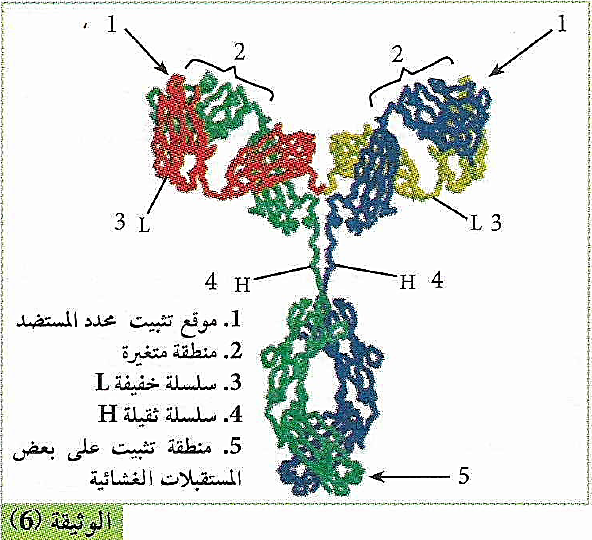 1
2
2
1
3 L
L 3
4 H
H 4
1. موقع تثبيت محدد المستضد
2. منطقة متغيرة
3. سلسلة خفيفة L
4. سلسلة ثقيلة H
5. منطقة تثبيت على بعض
المستقبلات الغشائية
5
الوثيقة (6)